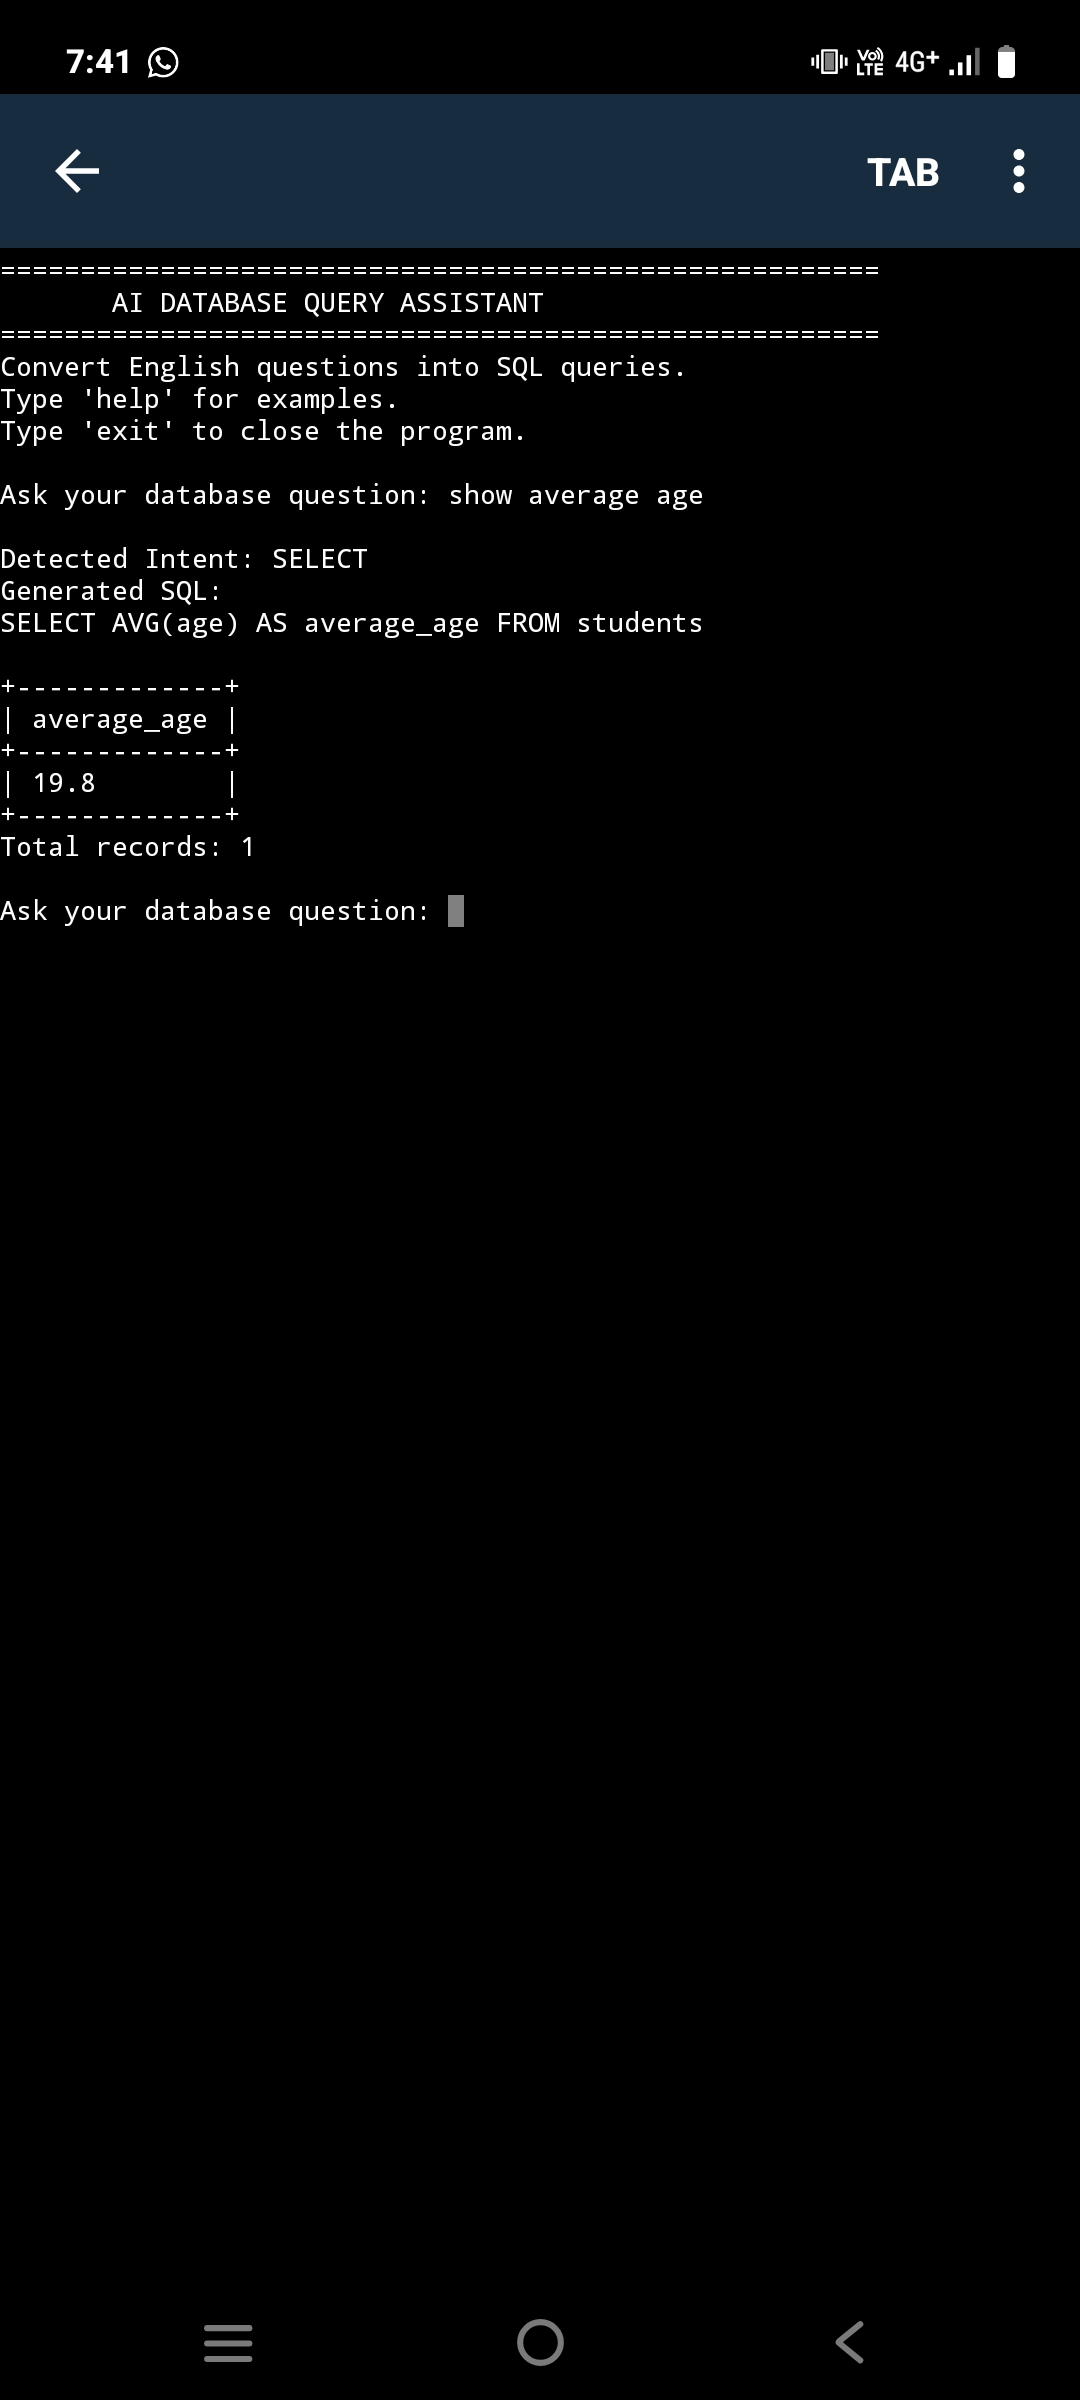 7:41 VO LTE 4G+
TAB
=======================================================
AI DATABASE QUERY ASSISTANT
=======================================================
Convert English questions into SQL queries.
Type 'help' for examples.
Type 'exit' to close the program.
Ask your database question: show average age
Detected Intent: SELECT
Generated SQL:
SELECT AVG(age) AS average_age FROM students
+-------------+
| average_age |
+-------------+
| 19.8        |
+-------------+
Total records: 1
Ask your database question: